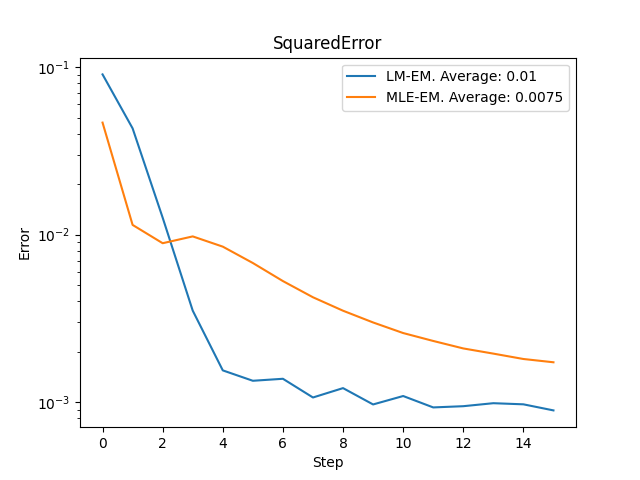 SquaredError
LM-EM. Average: 0.01
MLE-EM. Average: 0.0075
10⁻¹
10⁻²
10⁻³
Error
0 2 4 6 8 10 12 14
Step